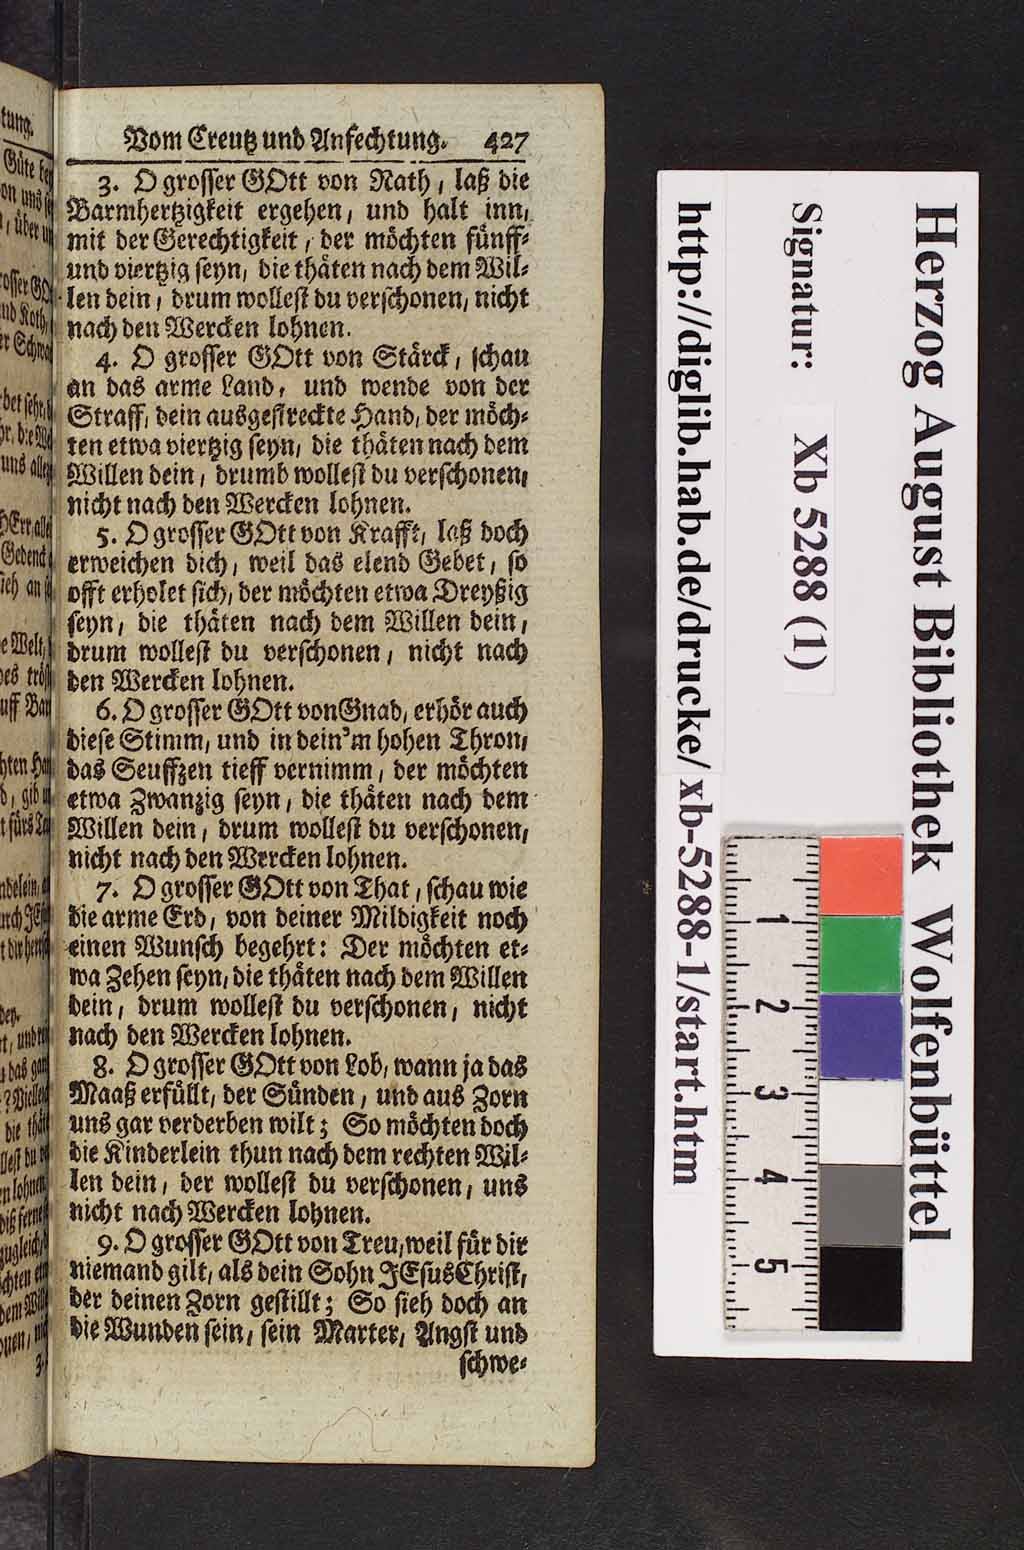 Vom Creutz und Anfechtung. 427
3. O grosser GOtt von Rath, laß die
Barmhertzigkeit ergehen, und halt inn,
mit der Gerechtigkeit, der möchten fünff-
und viertzig seyn, die thäten nach dem Wil-
len dein, drum wollest du verschonen, nicht
nach den Wercken lohnen.
4. O grosser GOtt von Stärck, schau
an das arme Land, und wende von der
Straff, dein ausgestreckte Hand, der möch-
ten etwa viertzig seyn, die thäten nach dem
Willen dein, drumb wollest du verschonen,
nicht nach den Wercken lohnen.
5. O grosser GOtt von Krafft, laß doch
erweichen dich, weil das elend Gebet, so
offt erholet sich, der möchten etwa Dreyßig
seyn, die thäten nach dem Willen dein,
drum wollest du verschonen, nicht nach
den Wercken lohnen.
6. O grosser GOtt von Gnad, erhör auch
diese Stimm, und in dein'm hohen Thron,
das Seuffzen tieff vernimm, der möchten
etwa Zwanzig seyn, die thäten nach dem
Willen dein, drum wollest du verschonen,
nicht nach den Wercken lohnen.
7. O grosser GOtt von That, schau wie
die arme Erd, von deiner Mildigkeit noch
einen Wunsch begehrt: Der möchten et-
wa Zehen seyn, die thäten nach dem Willen
dein, drum wollest du verschonen, nicht
nach den Wercken lohnen.
8. O grosser GOtt von Lob, wann ja das
Maaß erfüllt, der Sünden, und aus Zorn
uns gar verderben wilt; So möchten doch
die Kinderlein thun nach dem rechten Wil-
len dein, der wollest du verschonen, uns
nicht nach Wercken lohnen.
9. O grosser GOtt von Treu, weil für dir
niemand gilt, als dein Sohn JEsus Christ,
der deinen Zorn gestillt; So sieh doch an
die Wunden sein, sein Marter, Angst und
schwe-
Herzog August Bibliothek Wolfenbüttel
Signatur: Xb 5288 (1)
http://diglib.hab.de/drucke/ xb-5288-1/start.htm
1
2
3
4
5